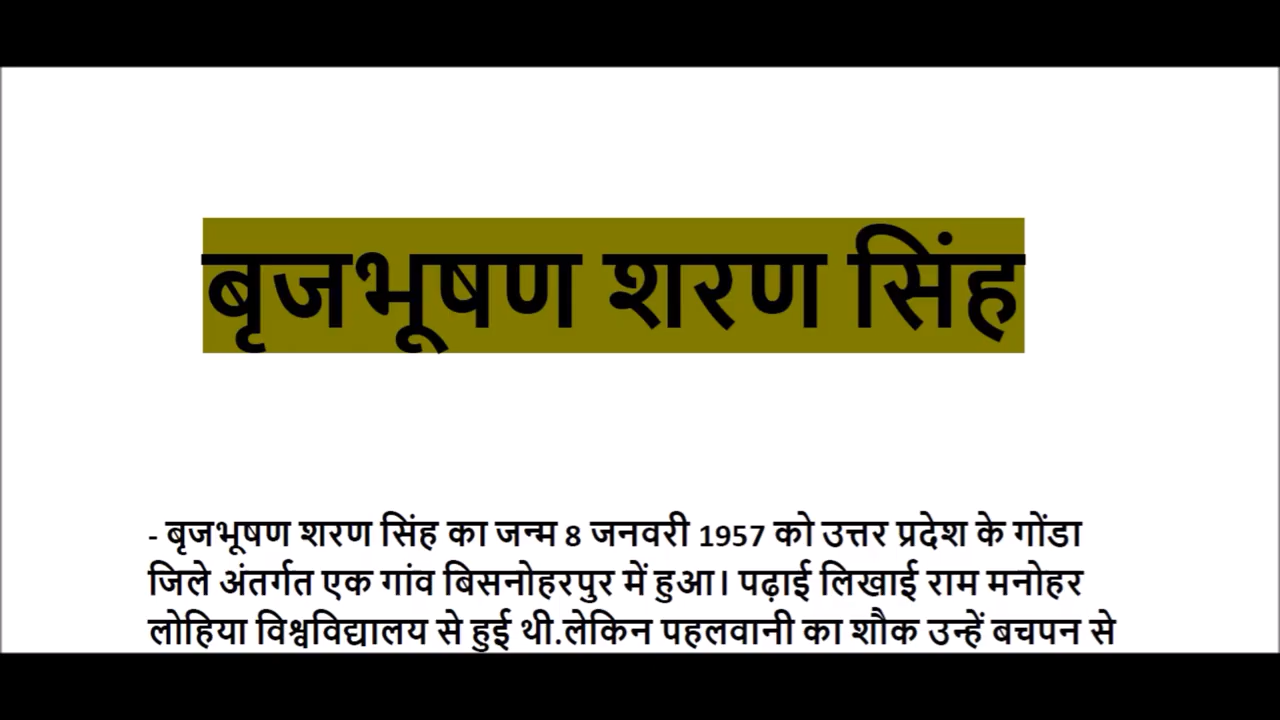 बृजभूषण शरण सिंह
- बृजभूषण शरण सिंह का जन्म 8 जनवरी 1957 को उत्तर प्रदेश के गोंडा
जिले अंतर्गत एक गांव बिसनोहरपुर में हुआ। पढ़ाई लिखाई राम मनोहर
लोहिया विश्वविद्यालय से हुई थी.लेकिन पहलवानी का शौक उन्हें बचपन से